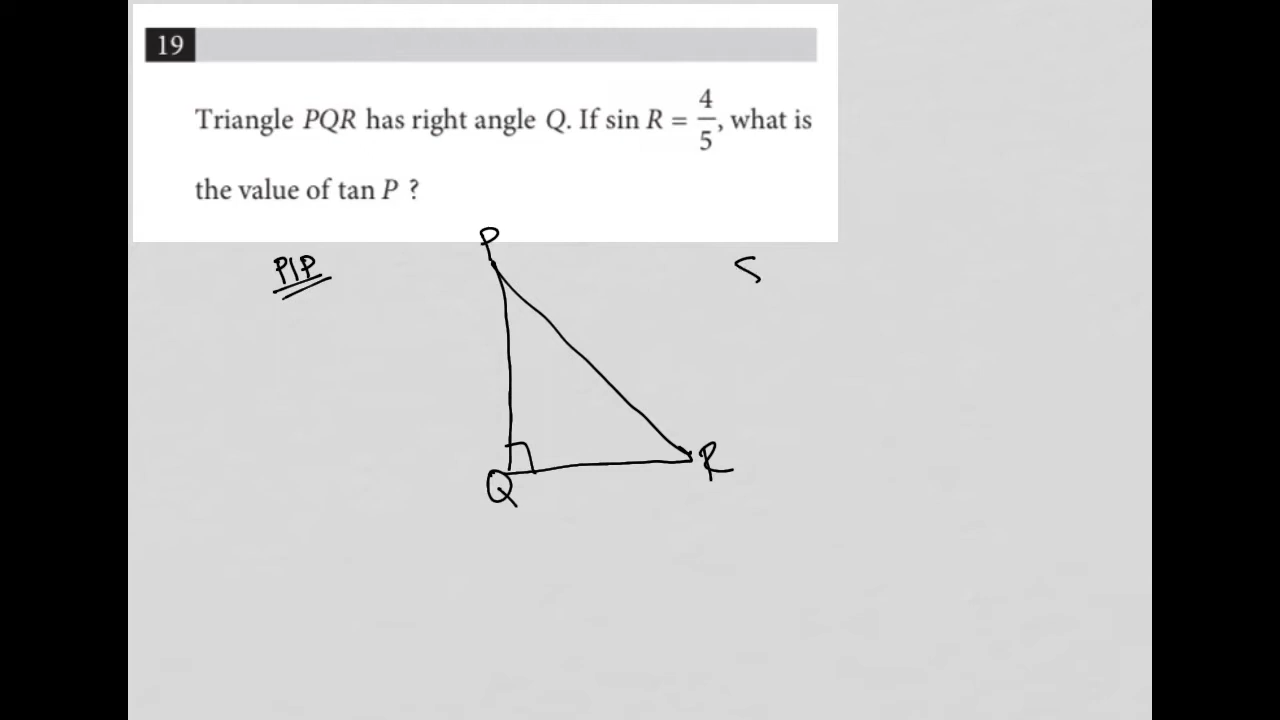 19
Triangle PQR has right angle Q. If sin R = 4/5, what is
the value of tan P ?
P
PIP
S
Q
R